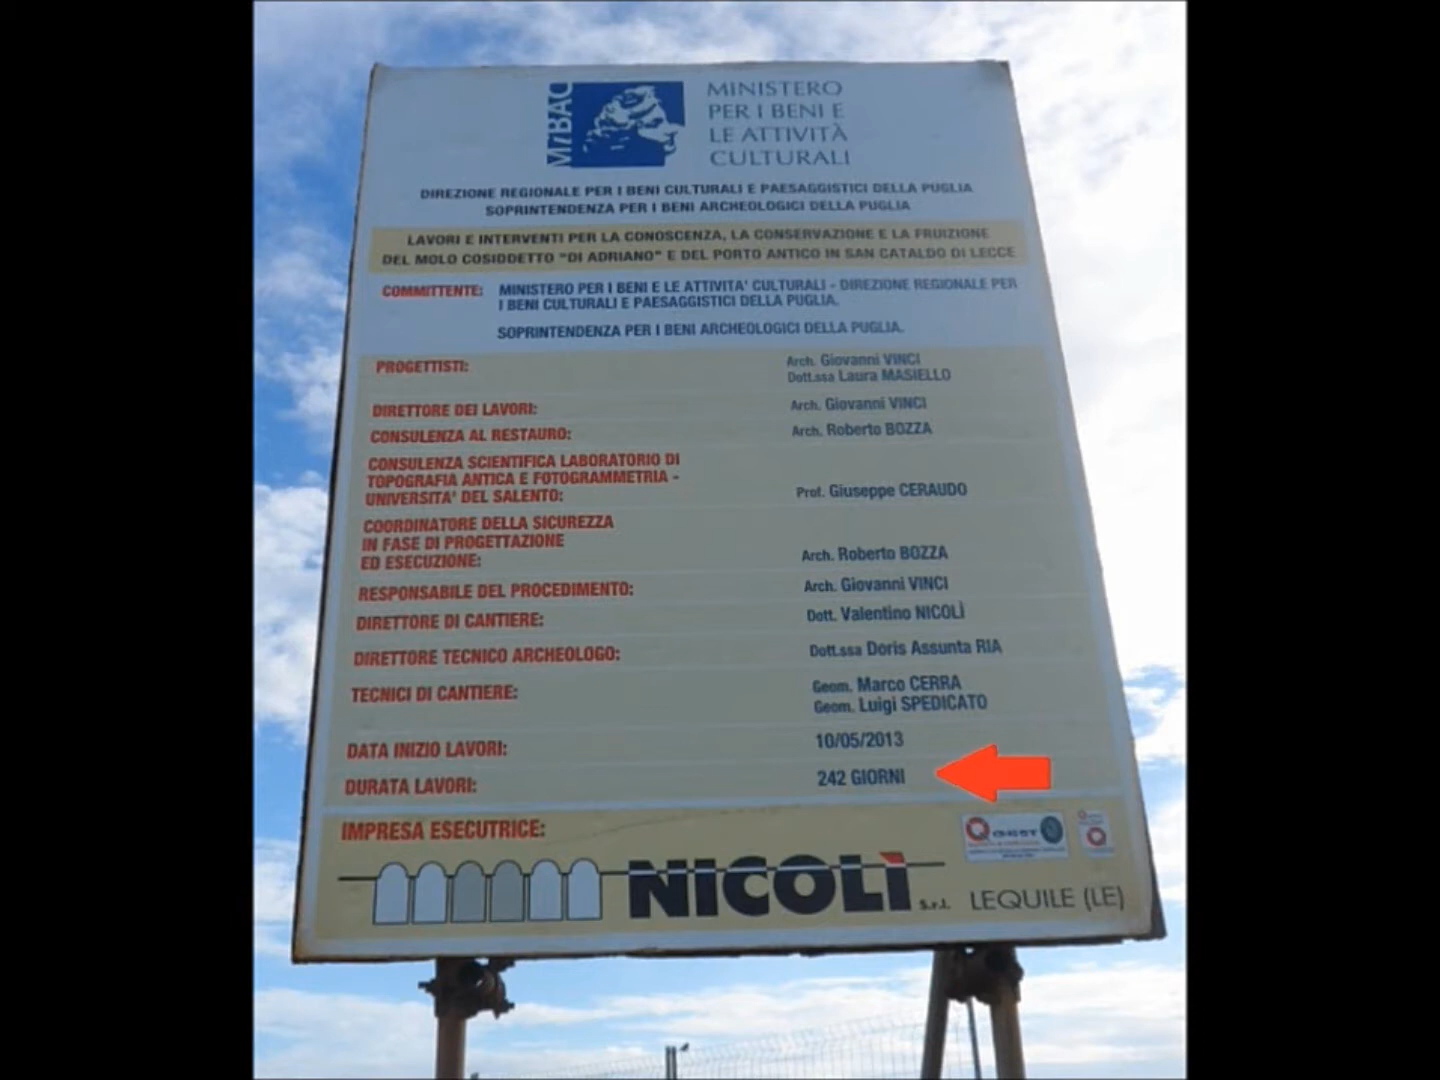 MiBAC
MINISTERO
PER I BENI E
LE ATTIVITÀ
CULTURALI
DIREZIONE REGIONALE PER I BENI CULTURALI E PAESAGGISTICI DELLA PUGLIA
SOPRINTENDENZA PER I BENI ARCHEOLOGICI DELLA PUGLIA
LAVORI E INTERVENTI PER LA CONOSCENZA, LA CONSERVAZIONE E LA FRUIZIONE
DEL MOLO COSIDDETTO "DI ADRIANO" E DEL PORTO ANTICO IN SAN CATALDO DI LECCE
COMMITTENTE: MINISTERO PER I BENI E LE ATTIVITA' CULTURALI - DIREZIONE REGIONALE PER
I BENI CULTURALI E PAESAGGISTICI DELLA PUGLIA.
SOPRINTENDENZA PER I BENI ARCHEOLOGICI DELLA PUGLIA.
PROGETTISTI: Arch. Giovanni VINCI
Dott.ssa Laura MASIELLO
DIRETTORE DEI LAVORI: Arch. Giovanni VINCI
CONSULENZA AL RESTAURO: Arch. Roberto BOZZA
CONSULENZA SCIENTIFICA LABORATORIO DI
TOPOGRAFIA ANTICA E FOTOGRAMMETRIA -
UNIVERSITA' DEL SALENTO: Prof. Giuseppe CERAUDO
COORDINATORE DELLA SICUREZZA
IN FASE DI PROGETTAZIONE
ED ESECUZIONE: Arch. Roberto BOZZA
RESPONSABILE DEL PROCEDIMENTO: Arch. Giovanni VINCI
DIRETTORE DI CANTIERE: Dott. Valentino NICOLÌ
DIRETTORE TECNICO ARCHEOLOGO: Dott.ssa Doris Assunta RIA
TECNICI DI CANTIERE: Geom. Marco CERRA
Geom. Luigi SPEDICATO
DATA INIZIO LAVORI: 10/05/2013
DURATA LAVORI: 242 GIORNI
IMPRESA ESECUTRICE:
NICOLÌ S.r.l. LEQUILE (LE)